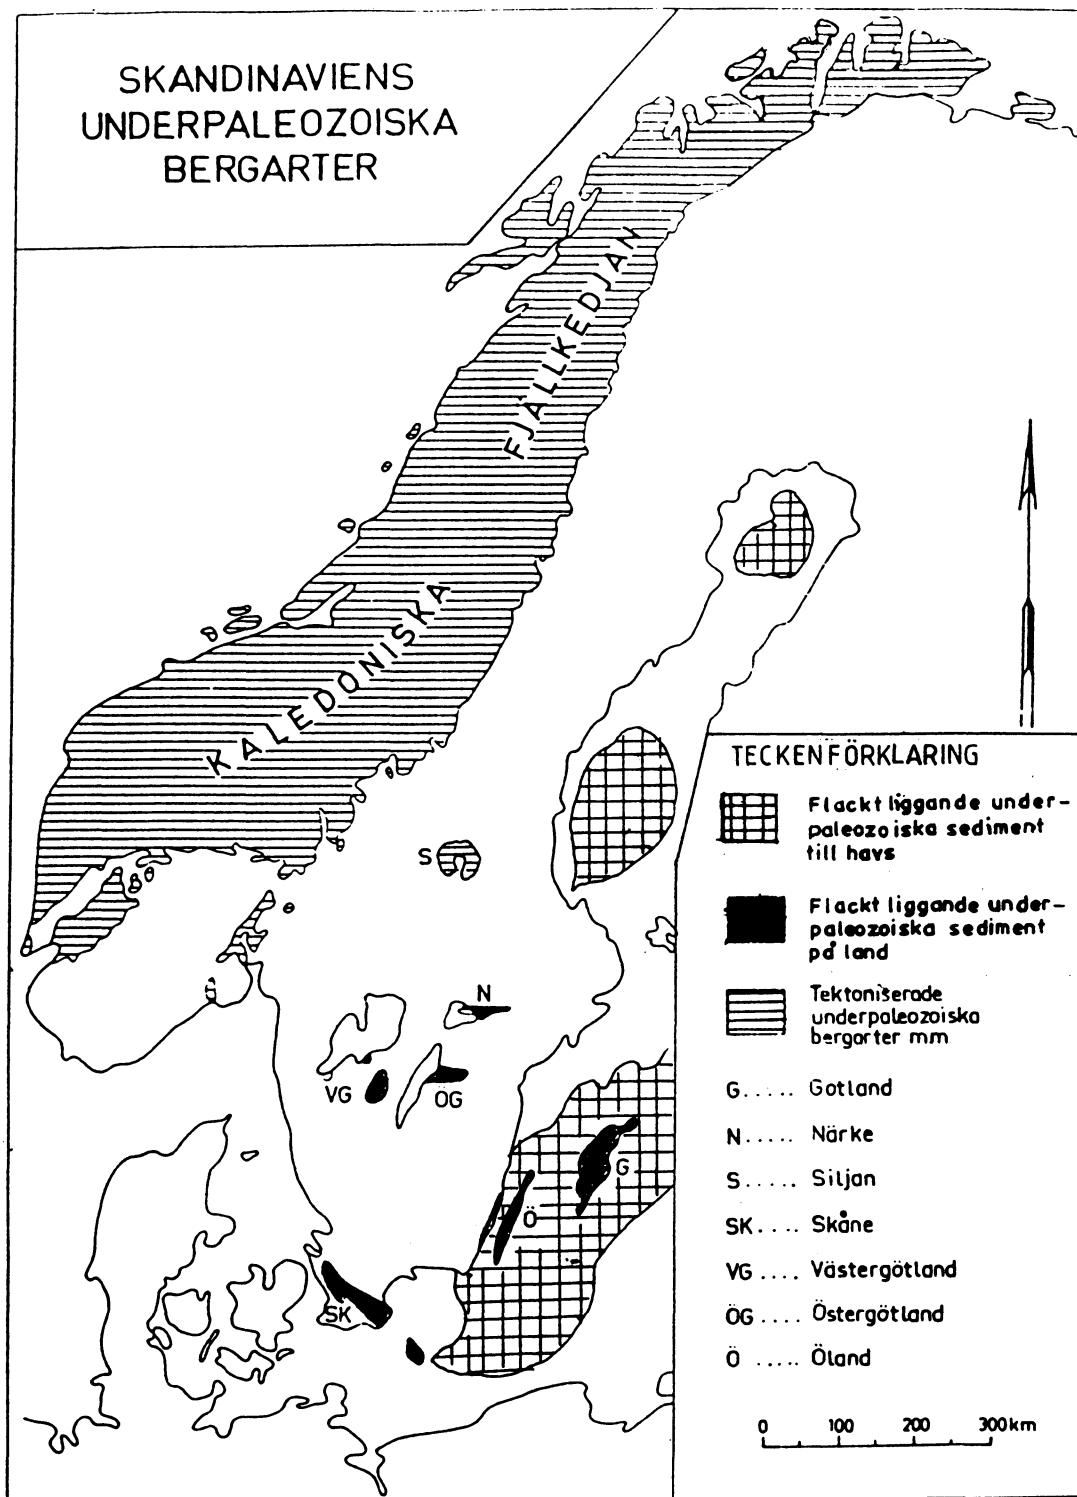 SKANDINAVIENS
UNDERPALEOZOISKA
BERGARTER
KALEDONISKA
FJÄLLKEDJAN
S
N
VG
ÖG
G
Ö
SK
TECKENFÖRKLARING
Flackt liggande under-
paleozoiska sediment
till havs
Flackt liggande under-
paleozoiska sediment
på land
Tektoniserade
underpaleozoiska
bergarter mm
G..... Gotland
N..... Närke
S..... Siljan
SK.... Skåne
VG.... Västergötland
ÖG.... Östergötland
Ö ..... Öland
0 100 200 300km